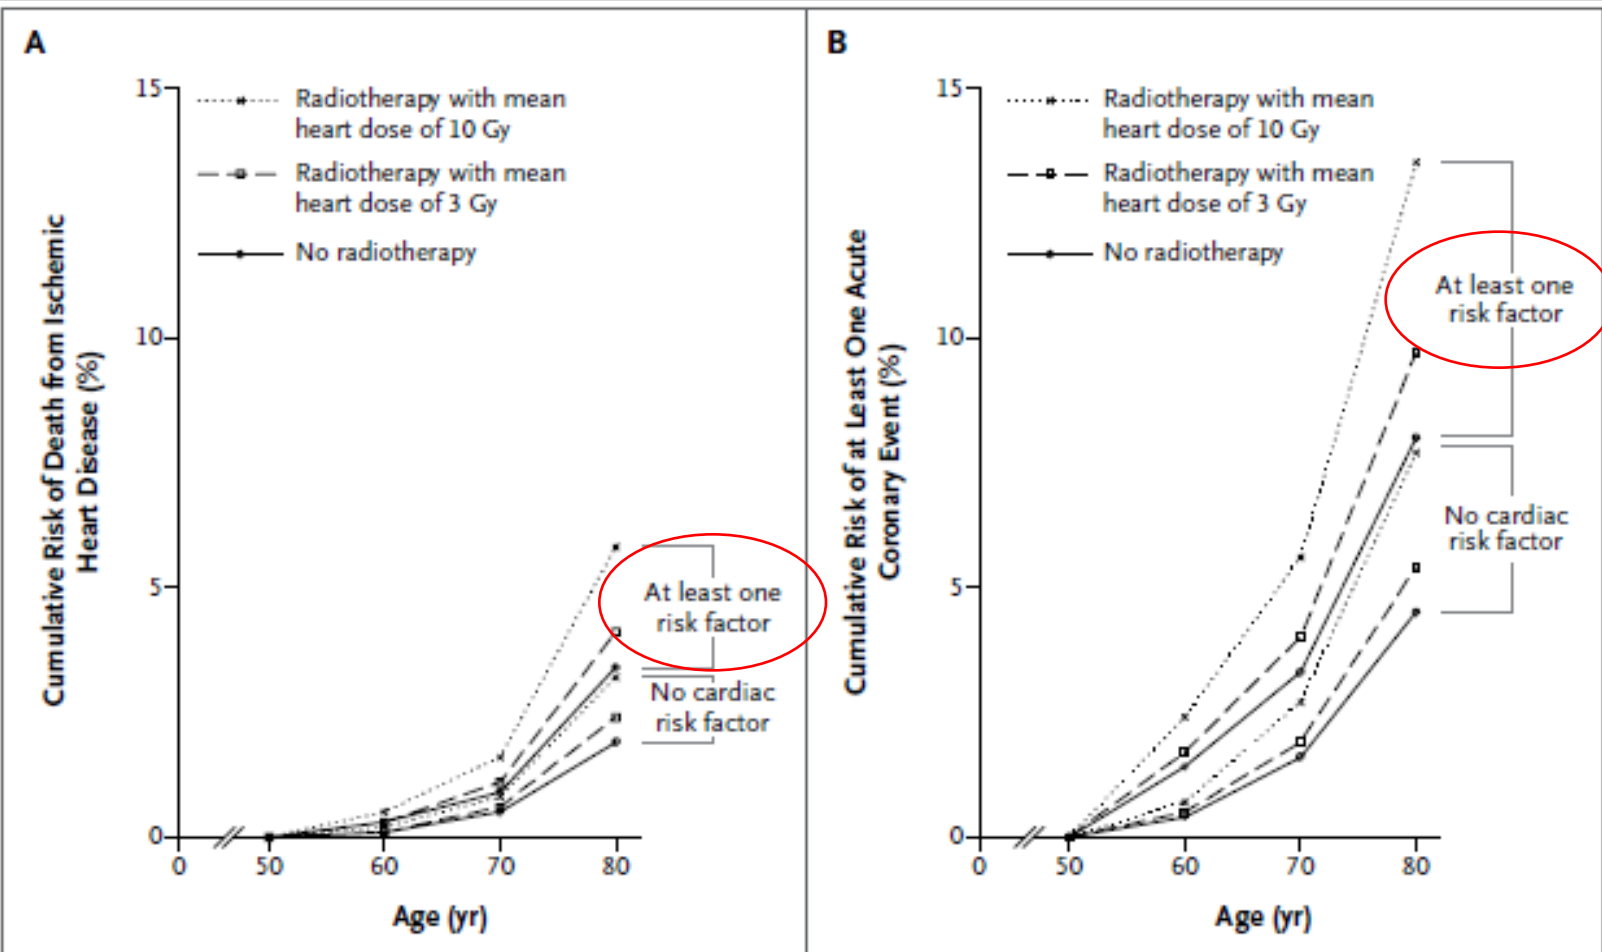 A
15
10
5
0
Radiotherapy with mean
heart dose of 10 Gy
Radiotherapy with mean
heart dose of 3 Gy
No radiotherapy
Cumulative Risk of Death from Ischemic
Heart Disease (%)
At least one
risk factor
No cardiac
risk factor
0 50 60 70 80
Age (yr)
B
15
10
5
0
Radiotherapy with mean
heart dose of 10 Gy
Radiotherapy with mean
heart dose of 3 Gy
No radiotherapy
Cumulative Risk of at Least One Acute
Coronary Event (%)
At least one
risk factor
No cardiac
risk factor
0 50 60 70 80
Age (yr)